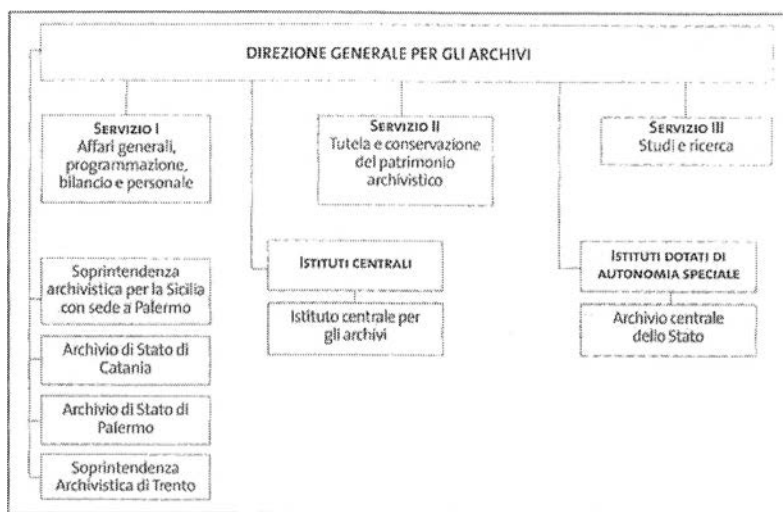 DIREZIONE GENERALE PER GLI ARCHIVI
SERVIZIO I
Affari generali,
programmazione,
bilancio e personale
SERVIZIO II
Tutela e conservazione
del patrimonio
archivistico
SERVIZIO III
Studi e ricerca
Soprintendenza
archivistica per la Sicilia
con sede a Palermo
Archivio di Stato di
Catania
Archivio di Stato di
Palermo
Soprintendenza
Archivistica di Trento
ISTITUTI CENTRALI
Istituto centrale per
gli archivi
ISTITUTI DOTATI DI
AUTONOMIA SPECIALE
Archivio centrale
dello Stato